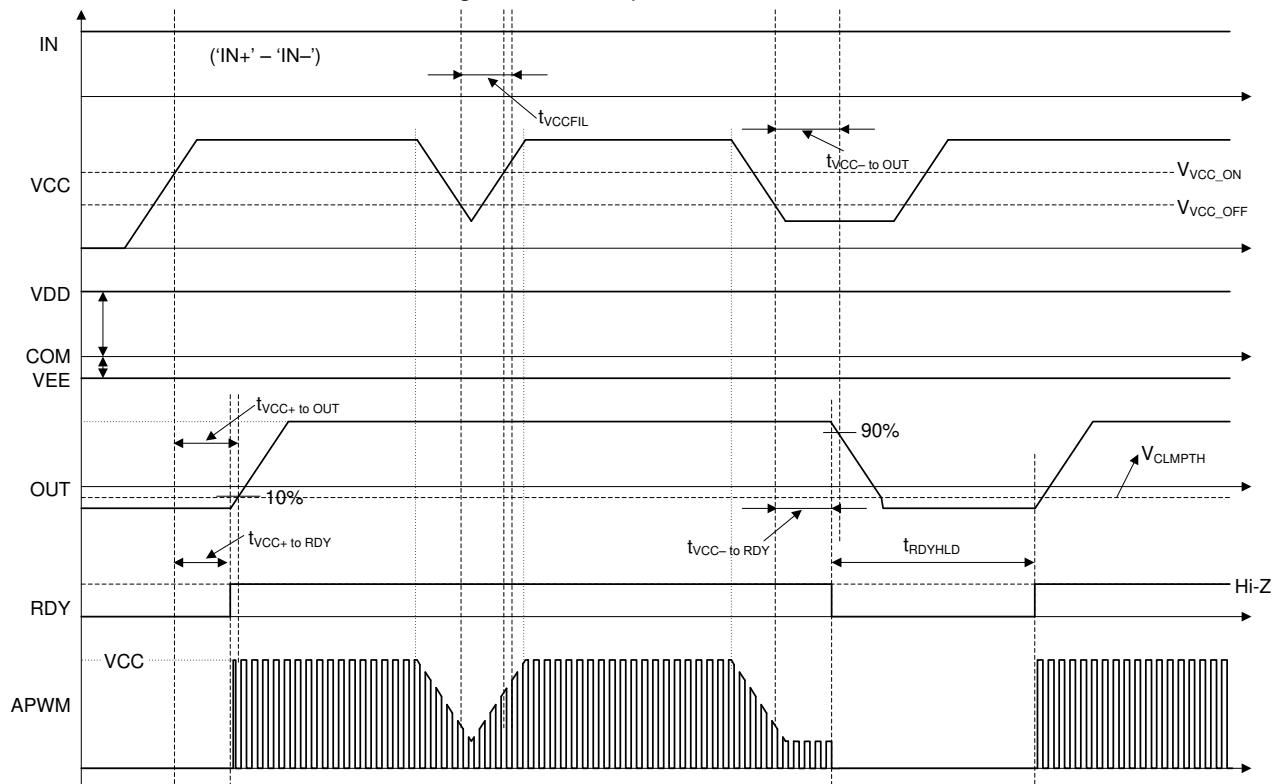 IN
('IN+' – 'IN–')
tVCCFIL
tVCC– to OUT
VCC
VVCC_ON
VVCC_OFF
VDD
COM
VEE
tVCC+ to OUT
90%
VCLMPTH
OUT
10%
tVCC+ to RDY
tVCC– to RDY
tRDYHLD
Hi-Z
RDY
VCC
APWM